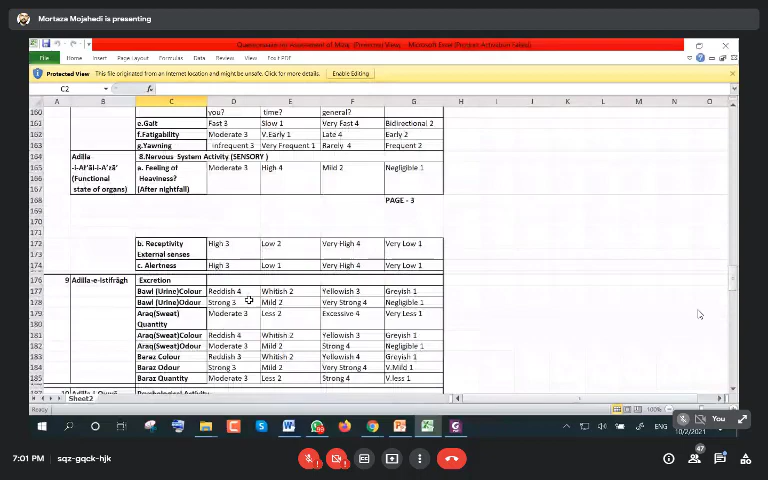 Mortaza Mojahedi is presenting
Questionnaire Assessment of Mizaj [Protected View] - Microsoft Excel (Product Activation Failed)
File Home Insert Page Layout Formulas Data Review View
Protected View This file originated from an Internet location and might be unsafe. Click for more details. Enable Editing
C2 fx
A B C D E F G H I J K L M N O
160 you? time? general?
161 e.Gait Fast 3 Slow 1 Very Fast 4 Bidirectional 2
162 f.Fatigability Moderate 3 V.Early 1 Late 4 Early 2
163 g.Yawning infrequent 3 Very Frequent 1 Rarely 4 Frequent 2
164 Adilla 8.Nervous System Activity (SENSORY )
165 -i-Af'āl-i-A'zā' a. Feeling of Moderate 3 High 4 Mild 2 Negligible 1
166 (Functional Heaviness?
167 state of organs) (After nightfall)
168 PAGE - 3
169
170
171
172 b. Receptivity High 3 Low 2 Very High 4 Very Low 1
173 External senses
174 c. Alertness High 3 Low 1 Very High 4 Very Low 1
176 9 Adilla-e-istifrāgh Excretion
177 Bawl (Urine)Colour Reddish 4 Whitish 2 Yellowish 3 Greyish 1
178 Bawl (Urine)Odour Strong 3 Mild 2 Very Strong 4 Negligible 1
179 Araq(Sweat) Moderate 3 Less 2 Excessive 4 Very Less 1
180 Quantity
181 Araq(Sweat)Colour Reddish 4 Whitish 2 Yellowish 3 Greyish 1
182 Araq(Sweat)Odour Moderate 3 Mild 2 Strong 4 Negligible 1
183 Baraz Colour Reddish 3 Whitish 2 Yellowish 4 Greyish 1
184 Baraz Odour Strong 3 Mild 2 Very Strong 4 V.Mild 1
185 Baraz Quantity Moderate 3 Less 2 Strong 4 V.less 1
Sheet2
Ready 100%
You
ENG
10/2/2021
47
7:01 PM sqz-gqck-hjk